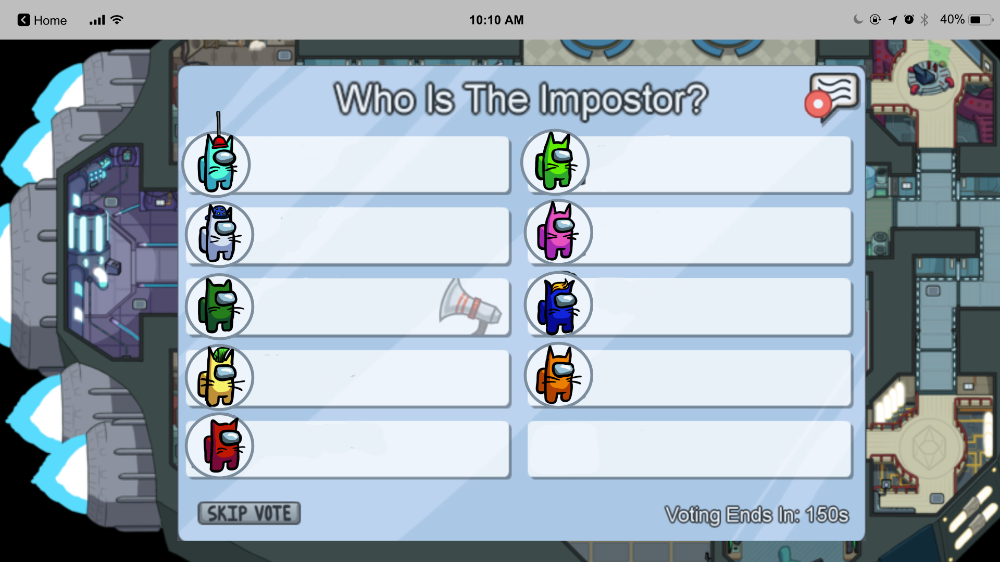 Home
10:10 AM
40%
Who Is The Impostor?
SKIP VOTE
Voting Ends In: 150s